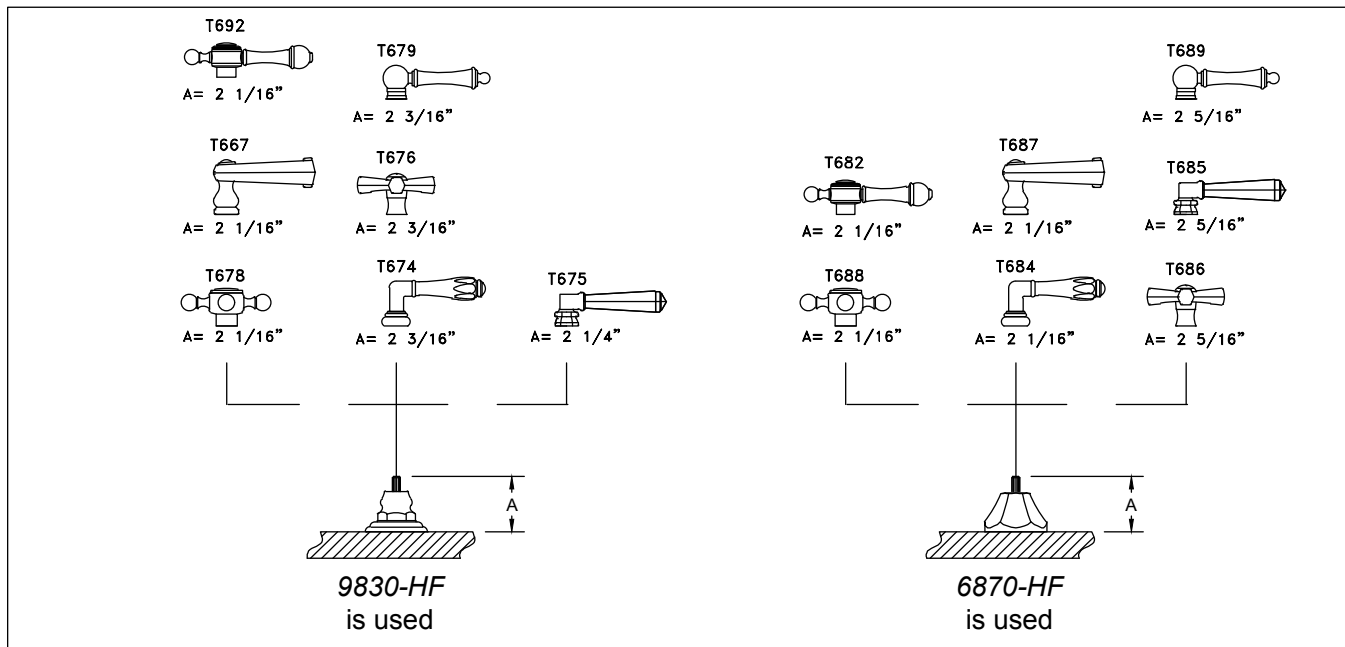 T692
A= 2 1/16”
T679
A= 2 3/16”
T667
A= 2 1/16”
T676
A= 2 3/16”
T678
A= 2 1/16”
T674
A= 2 3/16”
T675
A= 2 1/4”
A
9830-HF
is used
T689
A= 2 5/16”
T682
A= 2 1/16”
T687
A= 2 1/16”
T685
A= 2 5/16”
T688
A= 2 1/16”
T684
A= 2 1/16”
T686
A= 2 5/16”
A
6870-HF
is used